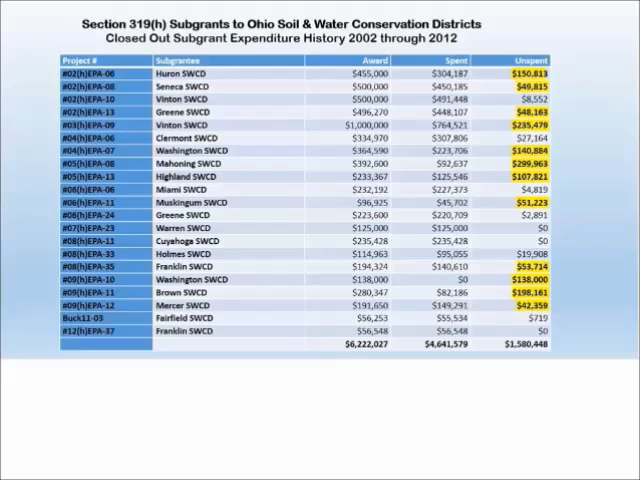 Section 319(h) Subgrants to Ohio Soil & Water Conservation Districts
Closed Out Subgrant Expenditure History 2002 through 2012
Project # Subgrantee Award Spent Unspent
#02(h)EPA-06 Huron SWCD $455,000 $304,187 $150,813
#02(h)EPA-08 Seneca SWCD $500,000 $450,185 $49,815
#02(h)EPA-10 Vinton SWCD $500,000 $491,448 $8,552
#02(h)EPA-13 Greene SWCD $496,270 $448,107 $48,163
#03(h)EPA-09 Vinton SWCD $1,000,000 $764,521 $235,479
#04(h)EPA-06 Clermont SWCD $334,970 $307,806 $27,164
#04(h)EPA-07 Washington SWCD $364,590 $223,706 $140,884
#05(h)EPA-08 Mahoning SWCD $392,600 $92,637 $299,963
#05(h)EPA-13 Highland SWCD $233,367 $125,546 $107,821
#06(h)EPA-06 Miami SWCD $232,192 $227,373 $4,819
#06(h)EPA-11 Muskingum SWCD $96,925 $45,702 $51,223
#06(h)EPA-24 Greene SWCD $223,600 $220,709 $2,891
#07(h)EPA-23 Warren SWCD $125,000 $125,000 $0
#08(h)EPA-11 Cuyahoga SWCD $235,428 $235,428 $0
#08(h)EPA-33 Holmes SWCD $114,963 $95,055 $19,908
#08(h)EPA-35 Franklin SWCD $194,324 $140,610 $53,714
#09(h)EPA-10 Washington SWCD $138,000 $0 $138,000
#09(h)EPA-11 Brown SWCD $280,347 $82,186 $198,161
#09(h)EPA-12 Mercer SWCD $191,650 $149,291 $42,359
Buck11-03 Fairfield SWCD $56,253 $55,534 $719
#12(h)EPA-37 Franklin SWCD $56,548 $56,548 $0
$6,222,027 $4,641,579 $1,580,448